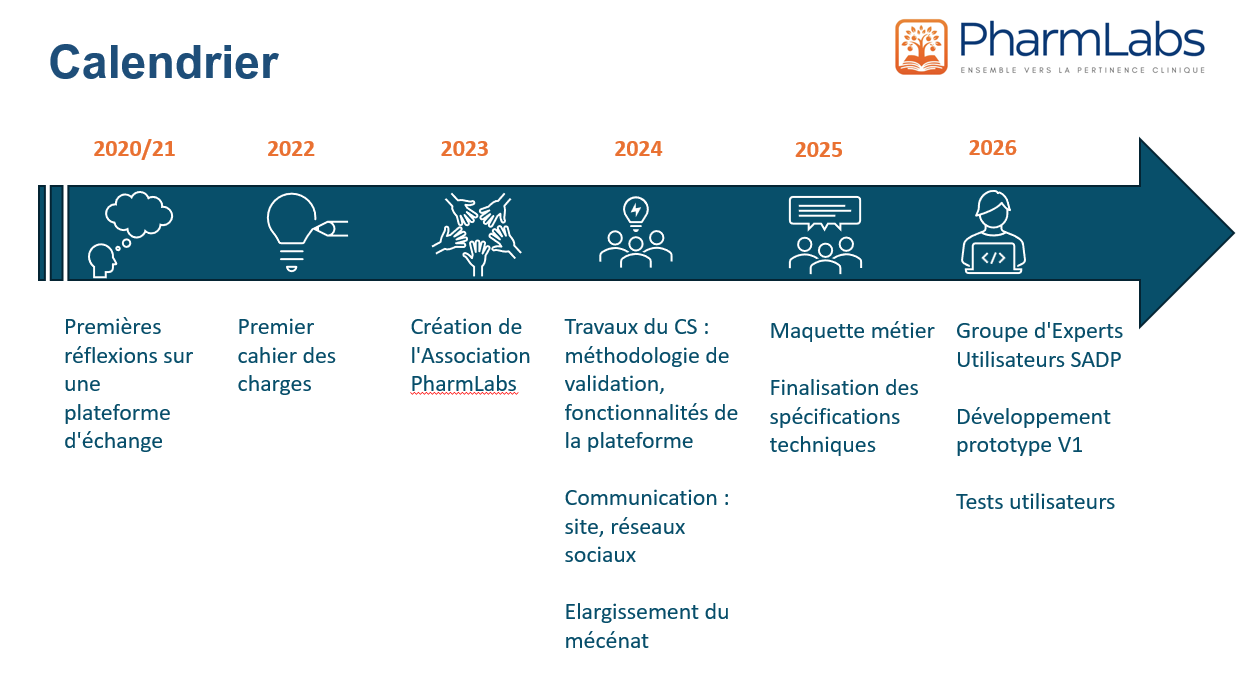 Calendrier
PharmLabs
ENSEMBLE VERS LA PERTINENCE CLINIQUE
2020/21
2022
2023
2024
2025
2026
</>
Premières
réflexions sur
une
plateforme
d'échange
Premier
cahier des
charges
Création de
l'Association
PharmLabs
Travaux du CS :
méthodologie de
validation,
fonctionnalités de
la plateforme
Communication :
site, réseaux
sociaux
Elargissement du
mécénat
Maquette métier
Finalisation des
spécifications
techniques
Groupe d'Experts
Utilisateurs SADP
Développement
prototype V1
Tests utilisateurs